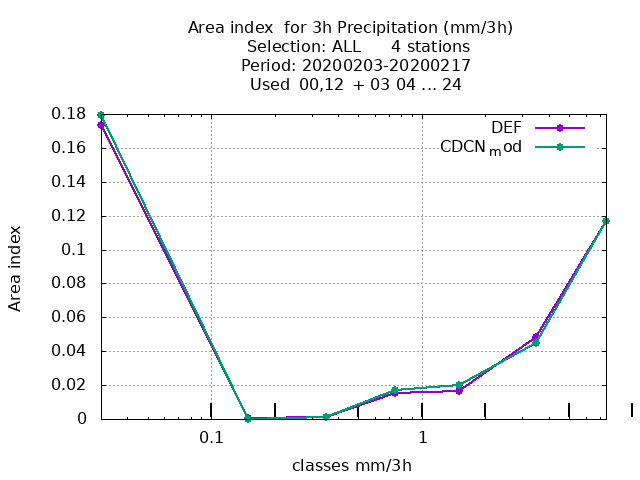 Area index  for 3h Precipitation (mm/3h)
Selection: ALL      4 stations
Period: 20200203-20200217
Used  00,12  + 03 04 ... 24
DEF
CDCN_mod
0.18
0.16
0.14
0.12
0.1
0.08
0.06
0.04
0.02
0
Area index
0.1
1
classes mm/3h